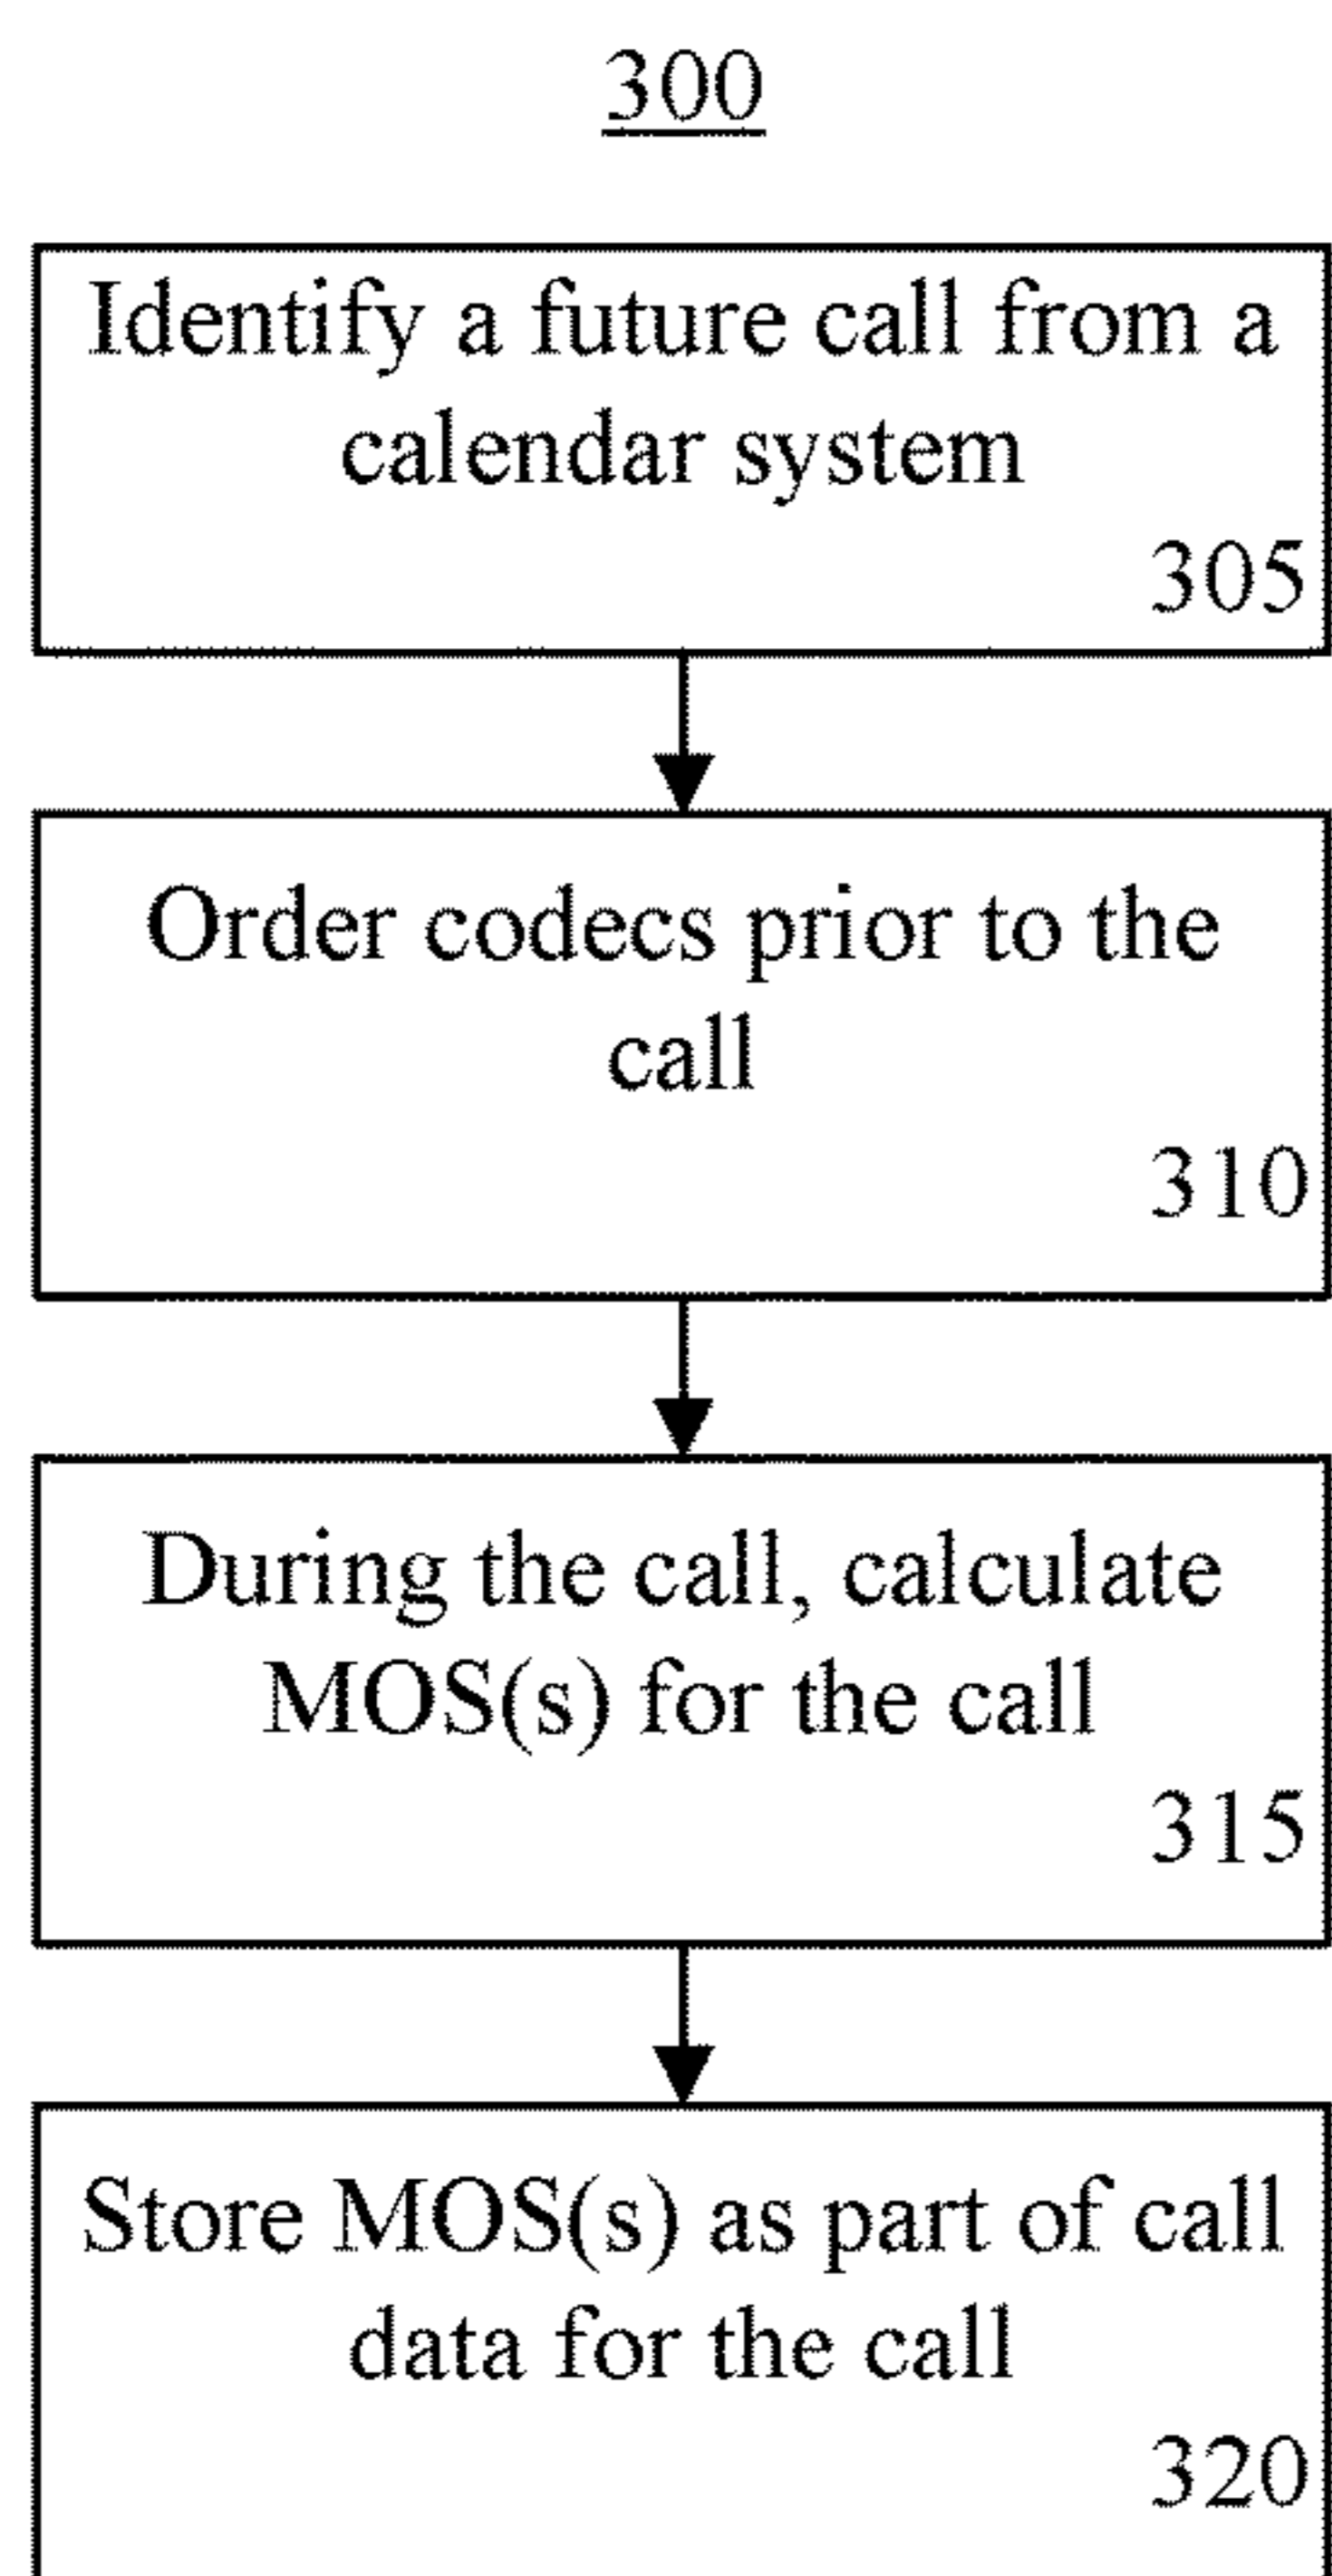 300
Identify a future call from a
calendar system
305
Order codecs prior to the
call
310
During the call, calculate
MOS(s) for the call
315
Store MOS(s) as part of call
data for the call
320